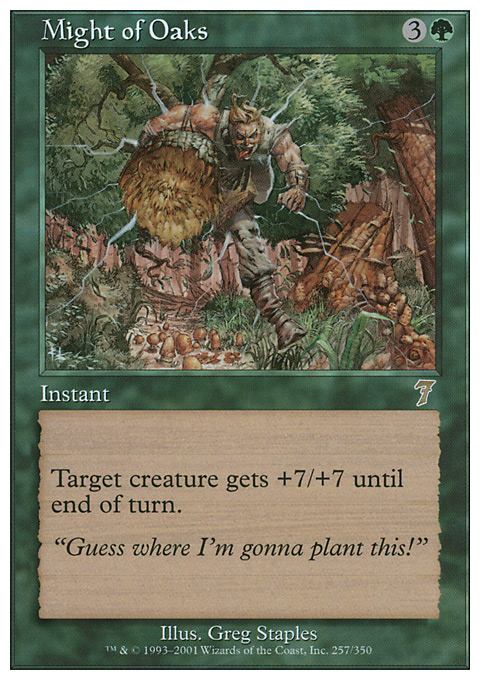 Might of Oaks 3
Instant 7
Target creature gets +7/+7 until
end of turn.
“Guess where I'm gonna plant this!”
Illus. Greg Staples
™ & © 1993–2001 Wizards of the Coast, Inc. 257/350